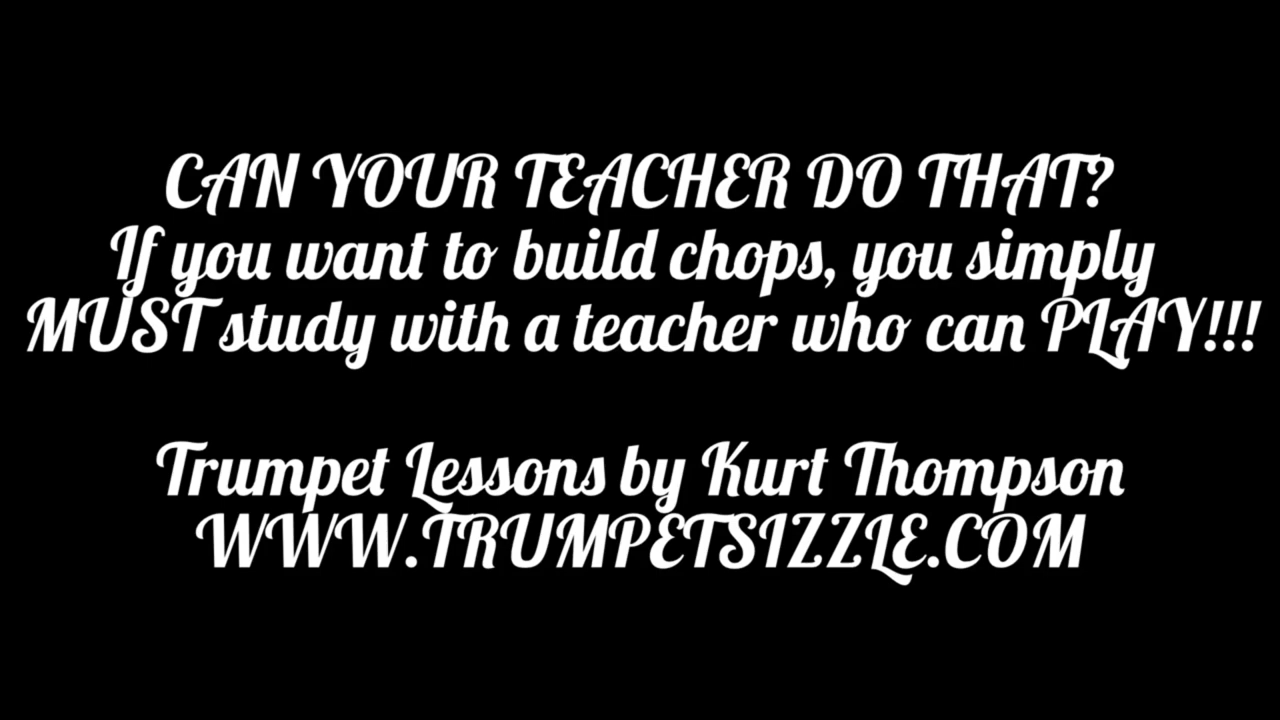 CAN YOUR TEACHER DO THAT?
If you want to build chops, you simply
MUST study with a teacher who can PLAY!!!
Trumpet Lessons by Kurt Thompson
WWW.TRUMPETSIZZLE.COM